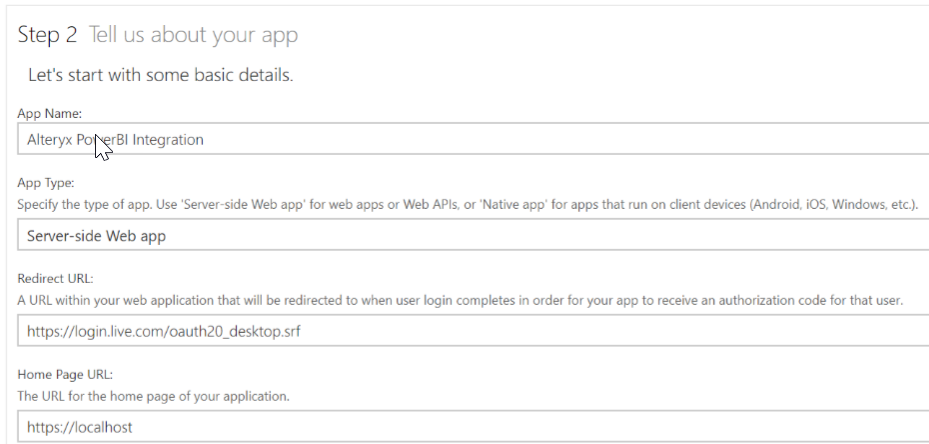 Step 2 Tell us about your app
Let's start with some basic details.
App Name:
Alteryx PowerBI Integration
App Type:
Specify the type of app. Use 'Server-side Web app' for web apps or Web APIs, or 'Native app' for apps that run on client devices (Android, iOS, Windows, etc.).
Server-side Web app
Redirect URL:
A URL within your web application that will be redirected to when user login completes in order for your app to receive an authorization code for that user.
https://login.live.com/oauth20_desktop.srf
Home Page URL:
The URL for the home page of your application.
https://localhost